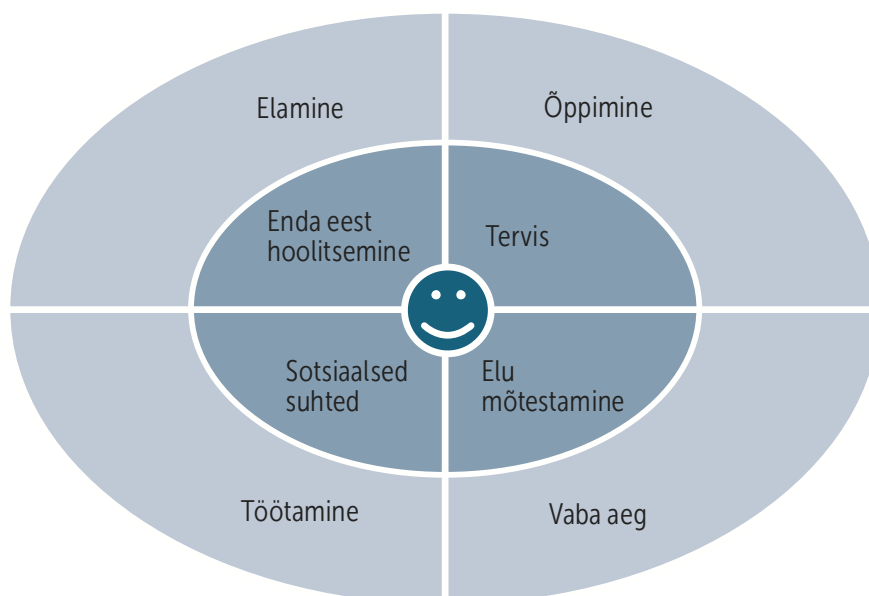 Elamine
Õppimine
Enda eest
hoolitsemine
Tervis
Sotsiaalsed
suhted
Elu
mõtestamine
Töötamine
Vaba aeg